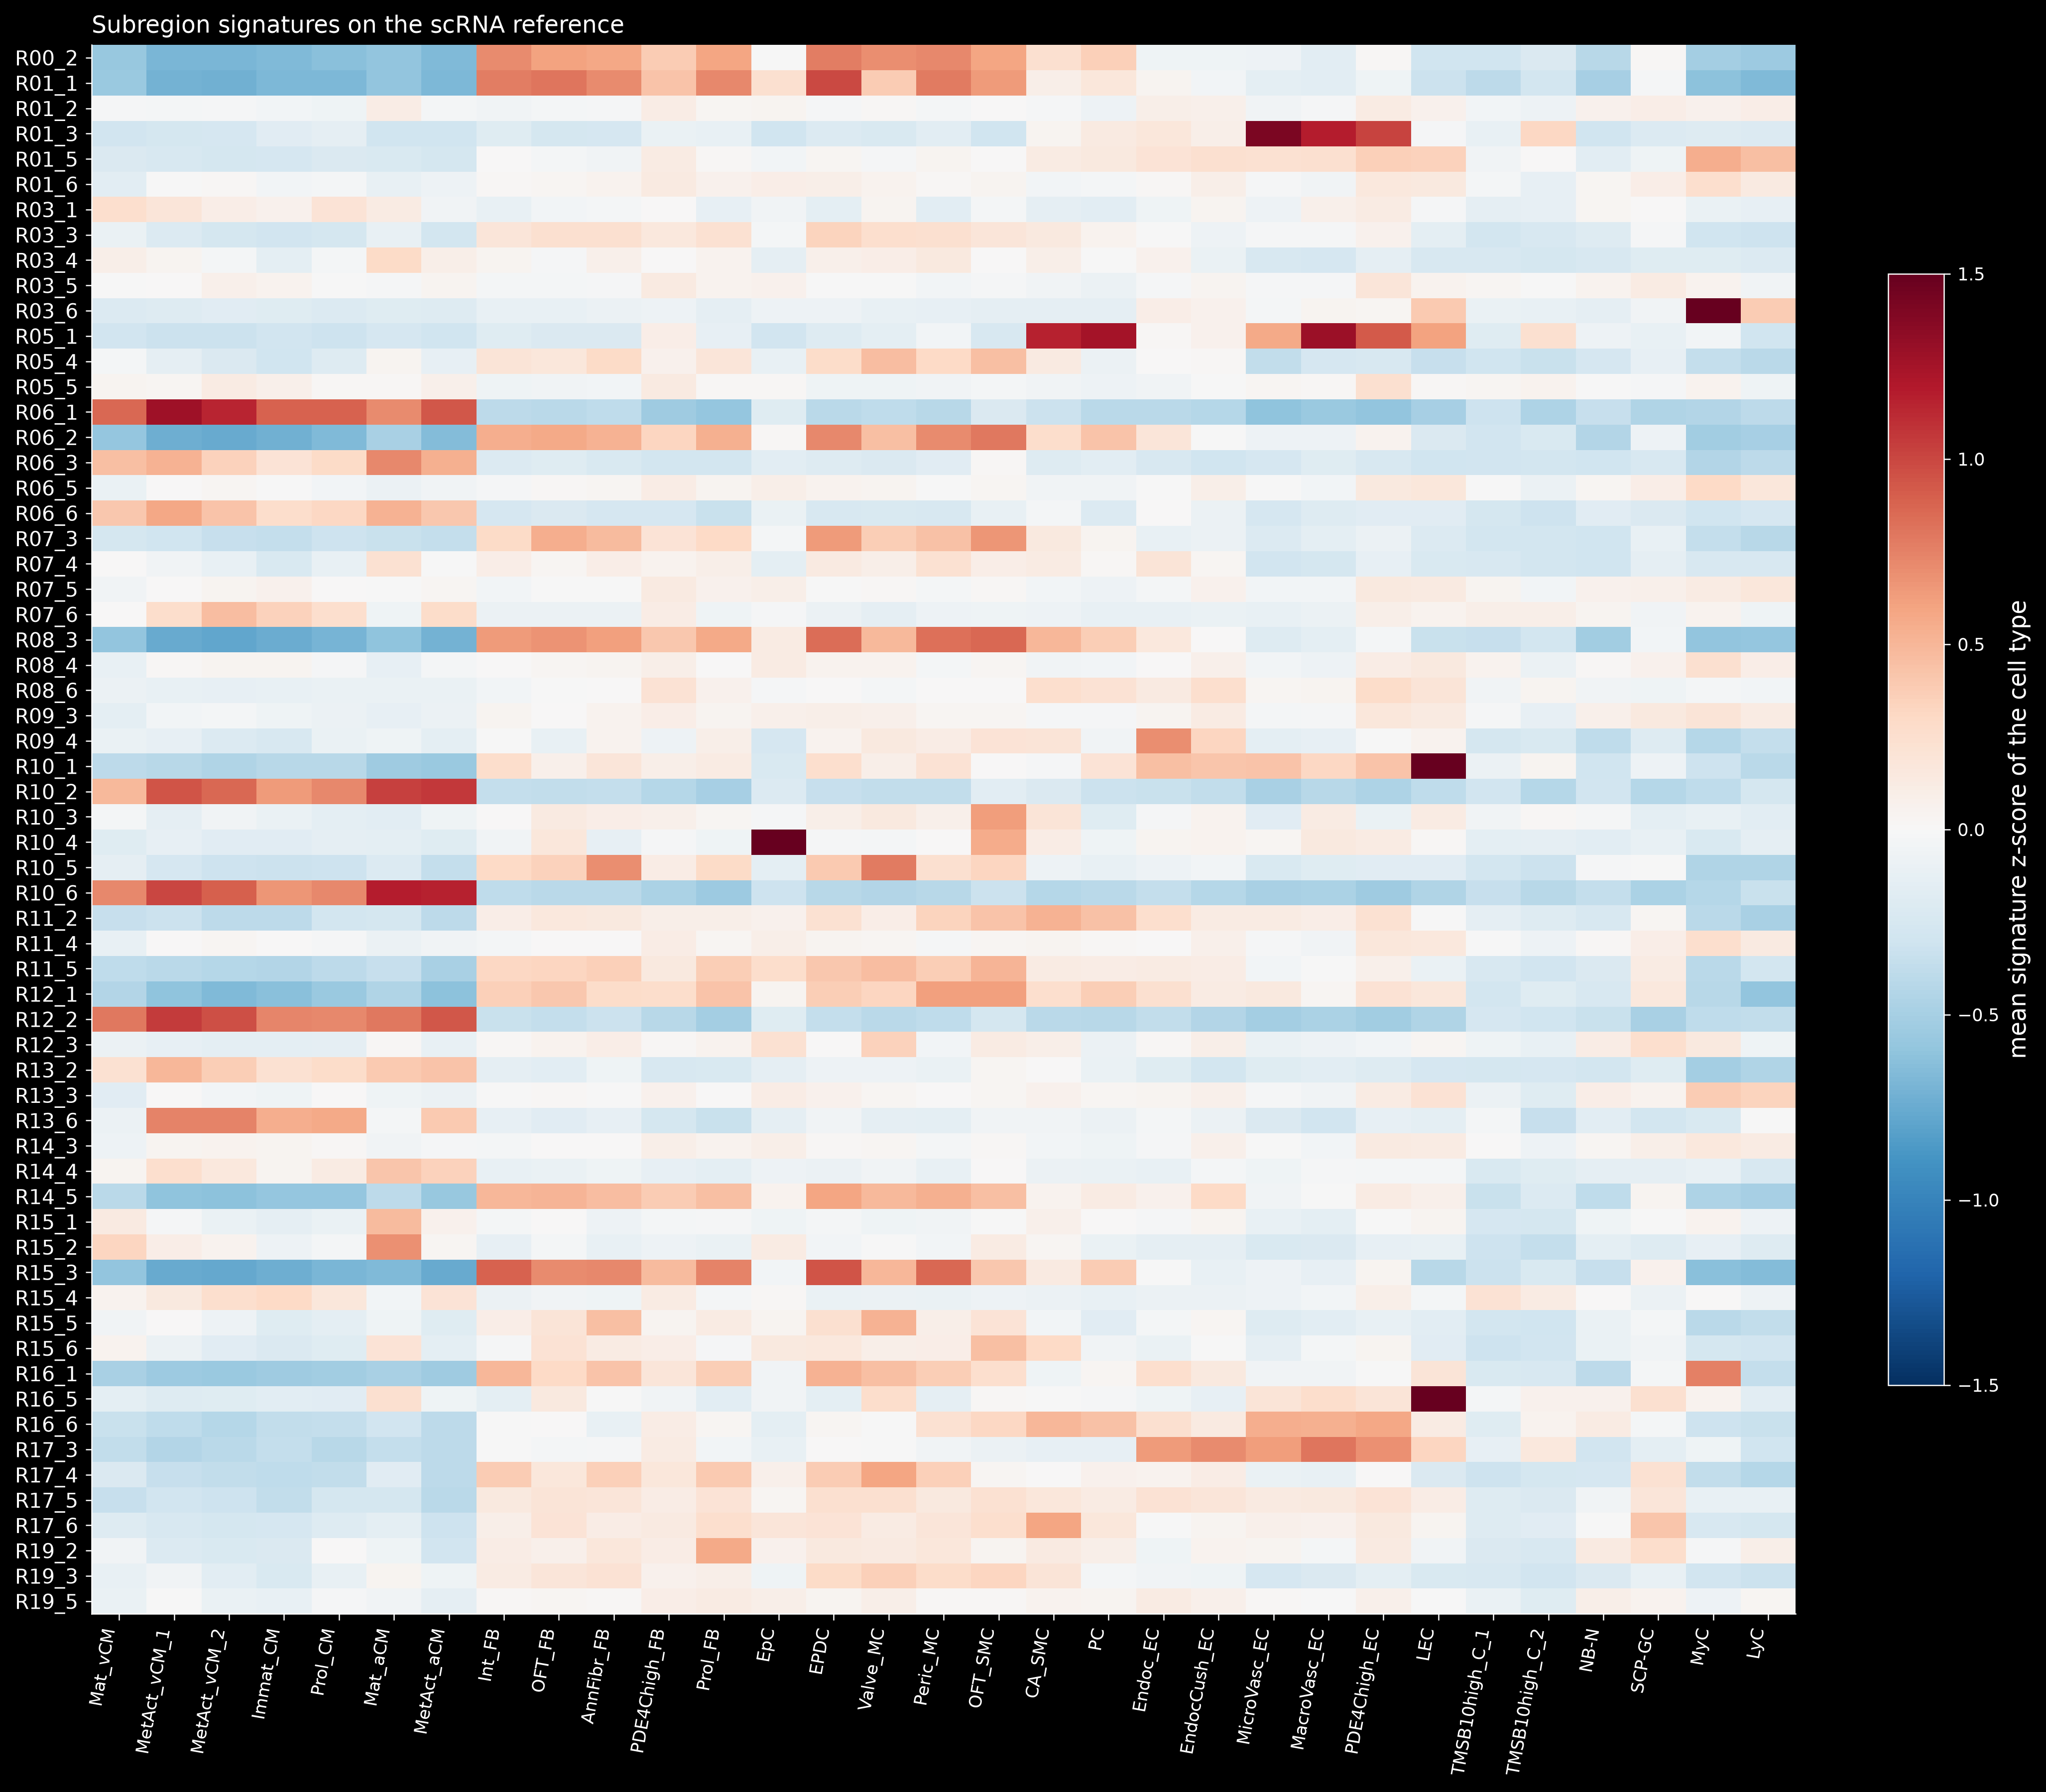 Subregion signatures on the scRNA reference
R00_2
R01_1
R01_2
R01_3
R01_5
R01_6
R03_1
R03_3
R03_4
R03_5
R03_6
R05_1
R05_4
R05_5
R06_1
R06_2
R06_3
R06_5
R06_6
R07_3
R07_4
R07_5
R07_6
R08_3
R08_4
R08_6
R09_3
R09_4
R10_1
R10_2
R10_3
R10_4
R10_5
R10_6
R11_2
R11_4
R11_5
R12_1
R12_2
R12_3
R13_2
R13_3
R13_6
R14_3
R14_4
R14_5
R15_1
R15_2
R15_3
R15_4
R15_5
R15_6
R16_1
R16_5
R16_6
R17_3
R17_4
R17_5
R17_6
R19_2
R19_3
R19_5
Mat_vCM
MetAct_vCM_1
MetAct_vCM_2
Immat_CM
Prol_CM
Mat_aCM
MetAct_aCM
Int_FB
OFT_FB
AnnFibr_FB
PDE4Chigh_FB
Prol_FB
EpC
EPDC
Valve_MC
Peric_MC
OFT_SMC
CA_SMC
PC
Endoc_EC
EndocCush_EC
MicroVasc_EC
MacroVasc_EC
PDE4Chigh_EC
LEC
TMSB10high_C_1
TMSB10high_C_2
NB-N
SCP-GC
MyC
LyC
1.5
1.0
0.5
0.0
−0.5
−1.0
−1.5
mean signature z-score of the cell type